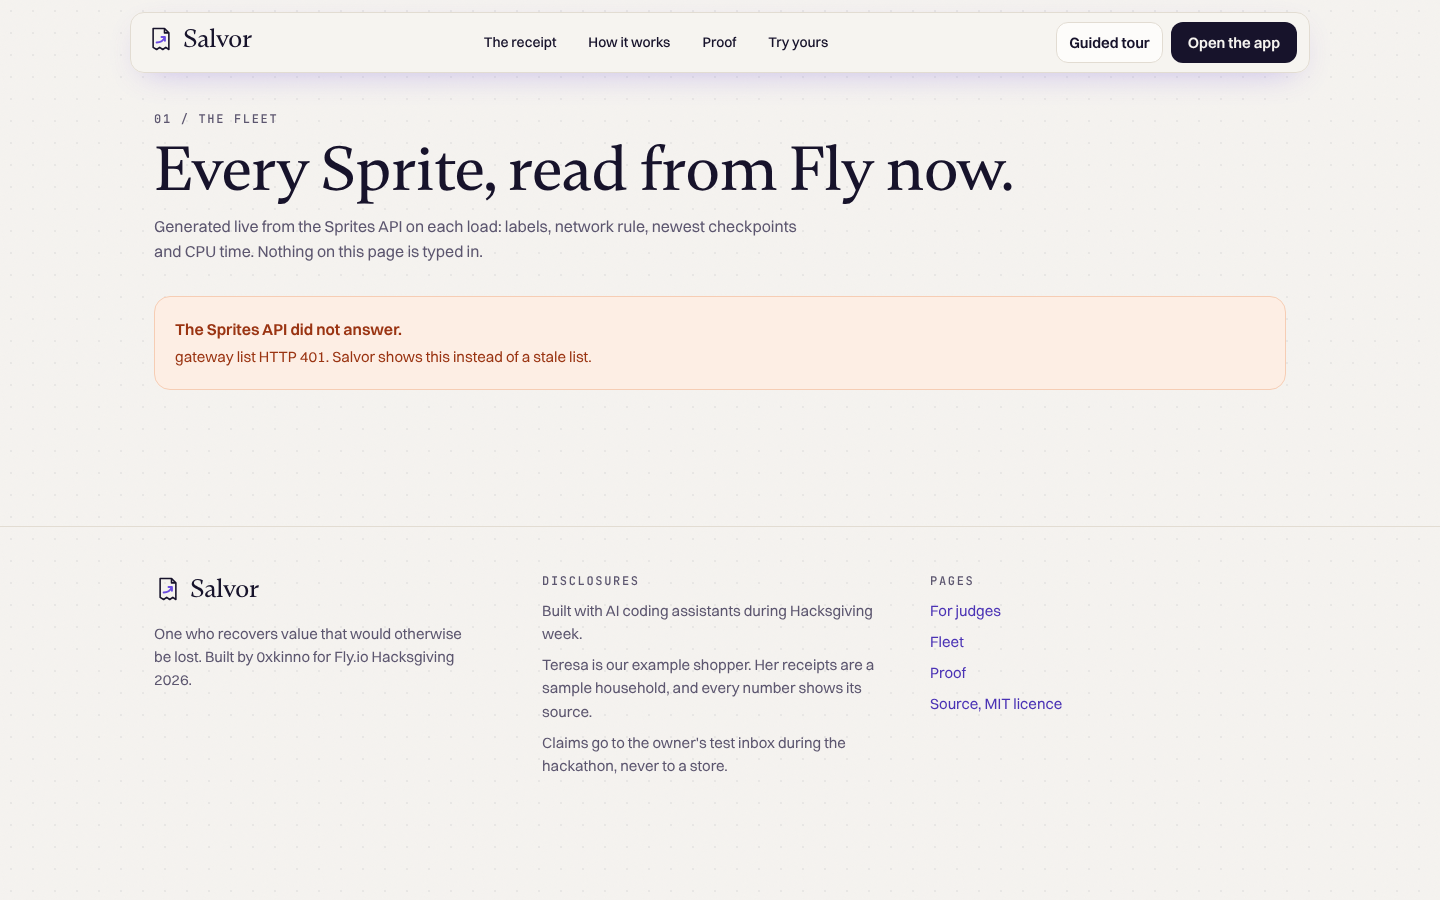 Salvor
The receipt
How it works
Proof
Try yours
Guided tour
Open the app
01 / THE FLEET
Every Sprite, read from Fly now.
Generated live from the Sprites API on each load: labels, network rule, newest checkpoints
and CPU time. Nothing on this page is typed in.
The Sprites API did not answer.
gateway list HTTP 401. Salvor shows this instead of a stale list.
Salvor
One who recovers value that would otherwise
be lost. Built by 0xkinno for Fly.io Hacksgiving
2026.
DISCLOSURES
Built with AI coding assistants during Hacksgiving
week.
Teresa is our example shopper. Her receipts are a
sample household, and every number shows its
source.
Claims go to the owner's test inbox during the
hackathon, never to a store.
PAGES
For judges
Fleet
Proof
Source, MIT licence